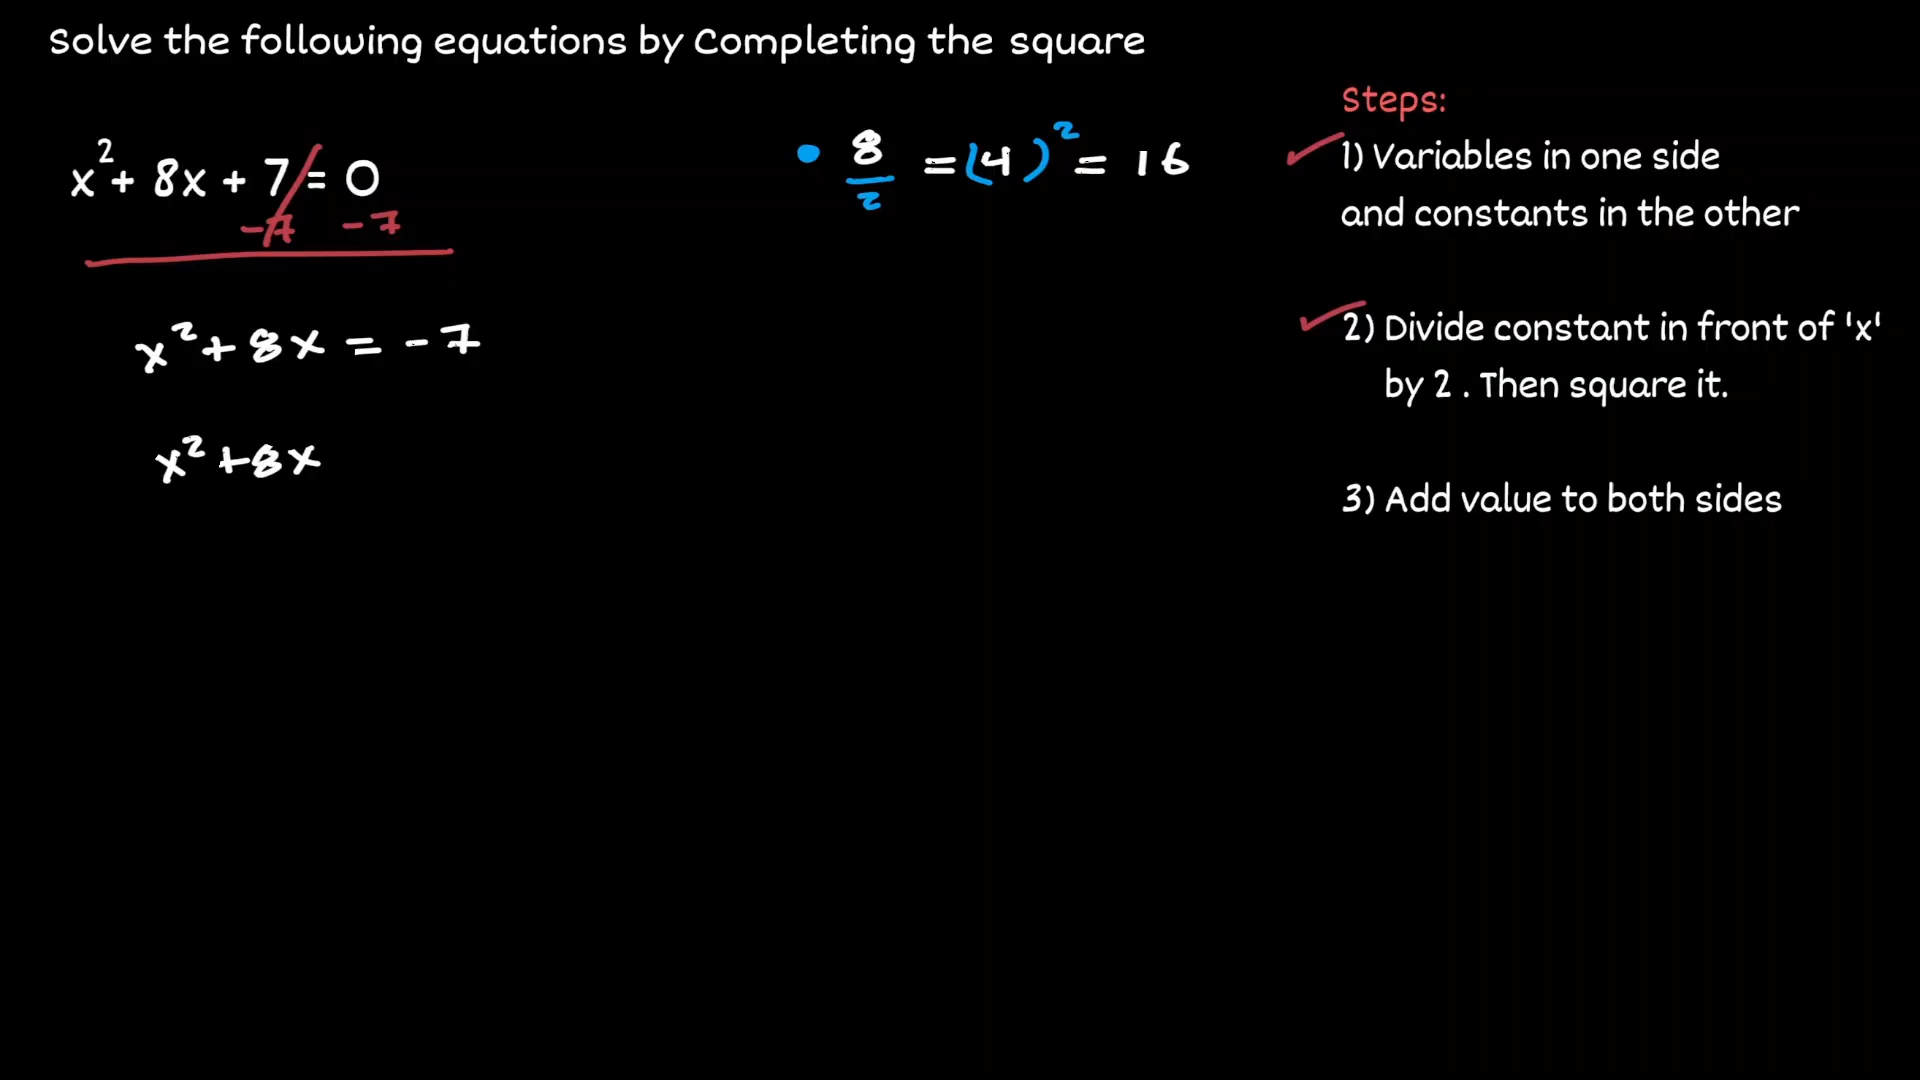 Solve the following equations by Completing the square
x² + 8x + 7 = 0
-7 -7
x² + 8x = -7
x² + 8x
• 8/2 = (4)² = 16
Steps:
1) Variables in one side
and constants in the other
2) Divide constant in front of 'x'
by 2 . Then square it.
3) Add value to both sides